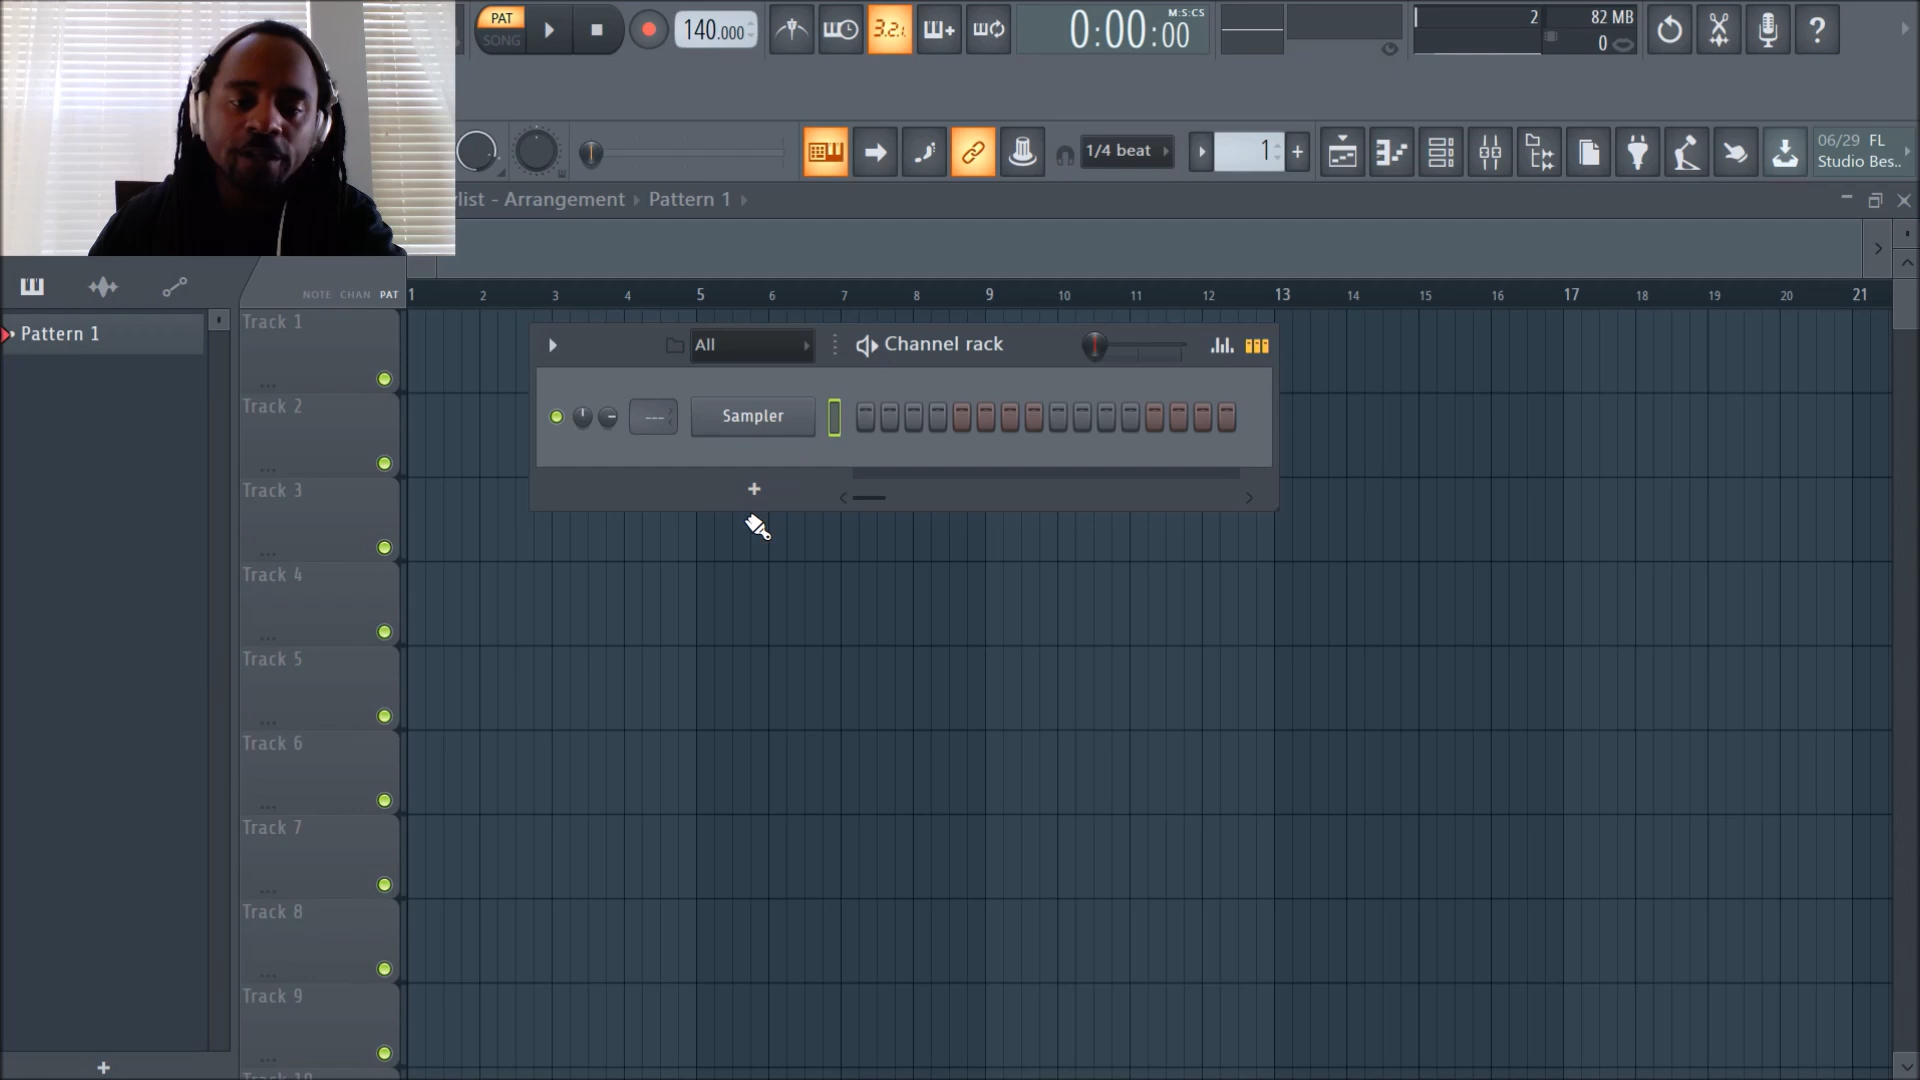 PAT
SONG
140.000
3.2.
M:S:CS
0:00:00
2
82 MB
0
?
1/4 beat
1
06/29 FL
Studio Bes..
list - Arrangement
Pattern 1
NOTE CHAN PAT
1 2 3 4 5 6 7 8 9 10 11 12 13 14 15 16 17 18 19 20 21
Pattern 1
Track 1
Track 2
Track 3
Track 4
Track 5
Track 6
Track 7
Track 8
Track 9
Track 10
All
Channel rack
---
Sampler